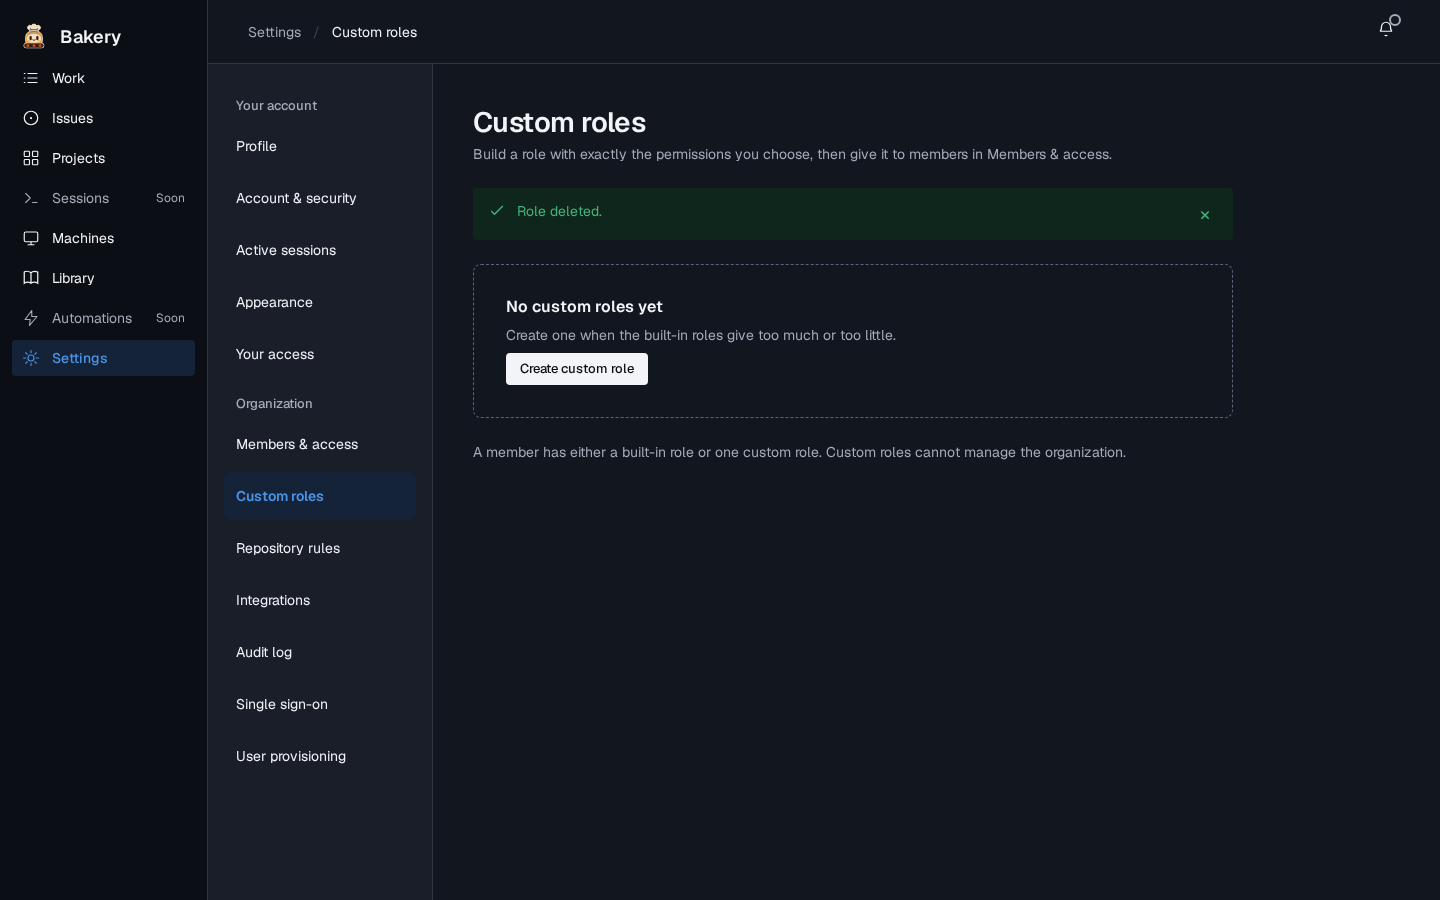 Bakery
Work
Issues
Projects
Sessions Soon
Machines
Library
Automations Soon
Settings
Settings / Custom roles
Your account
Profile
Account & security
Active sessions
Appearance
Your access
Organization
Members & access
Custom roles
Repository rules
Integrations
Audit log
Single sign-on
User provisioning
Custom roles
Build a role with exactly the permissions you choose, then give it to members in Members & access.
Role deleted.
No custom roles yet
Create one when the built-in roles give too much or too little.
Create custom role
A member has either a built-in role or one custom role. Custom roles cannot manage the organization.